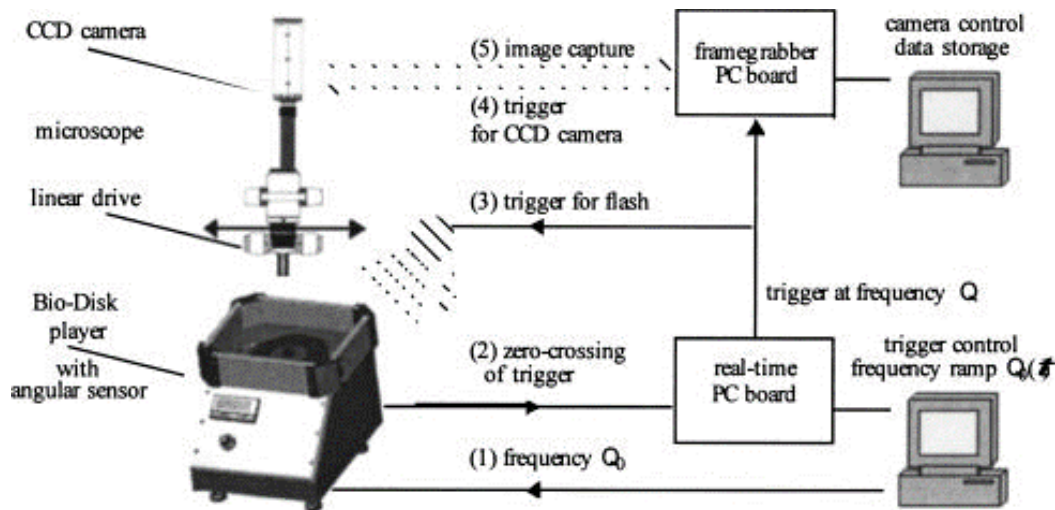 CCD camera
microscope
linear drive
Bio-Disk
player
with
angular sensor
(5) image capture
(4) trigger
for CCD camera
(3) trigger for flash
(2) zero-crossing
of trigger
(1) frequency Q₀
framegrabber
PC board
camera control
data storage
trigger at frequency Q
real-time
PC board
trigger control
frequency ramp